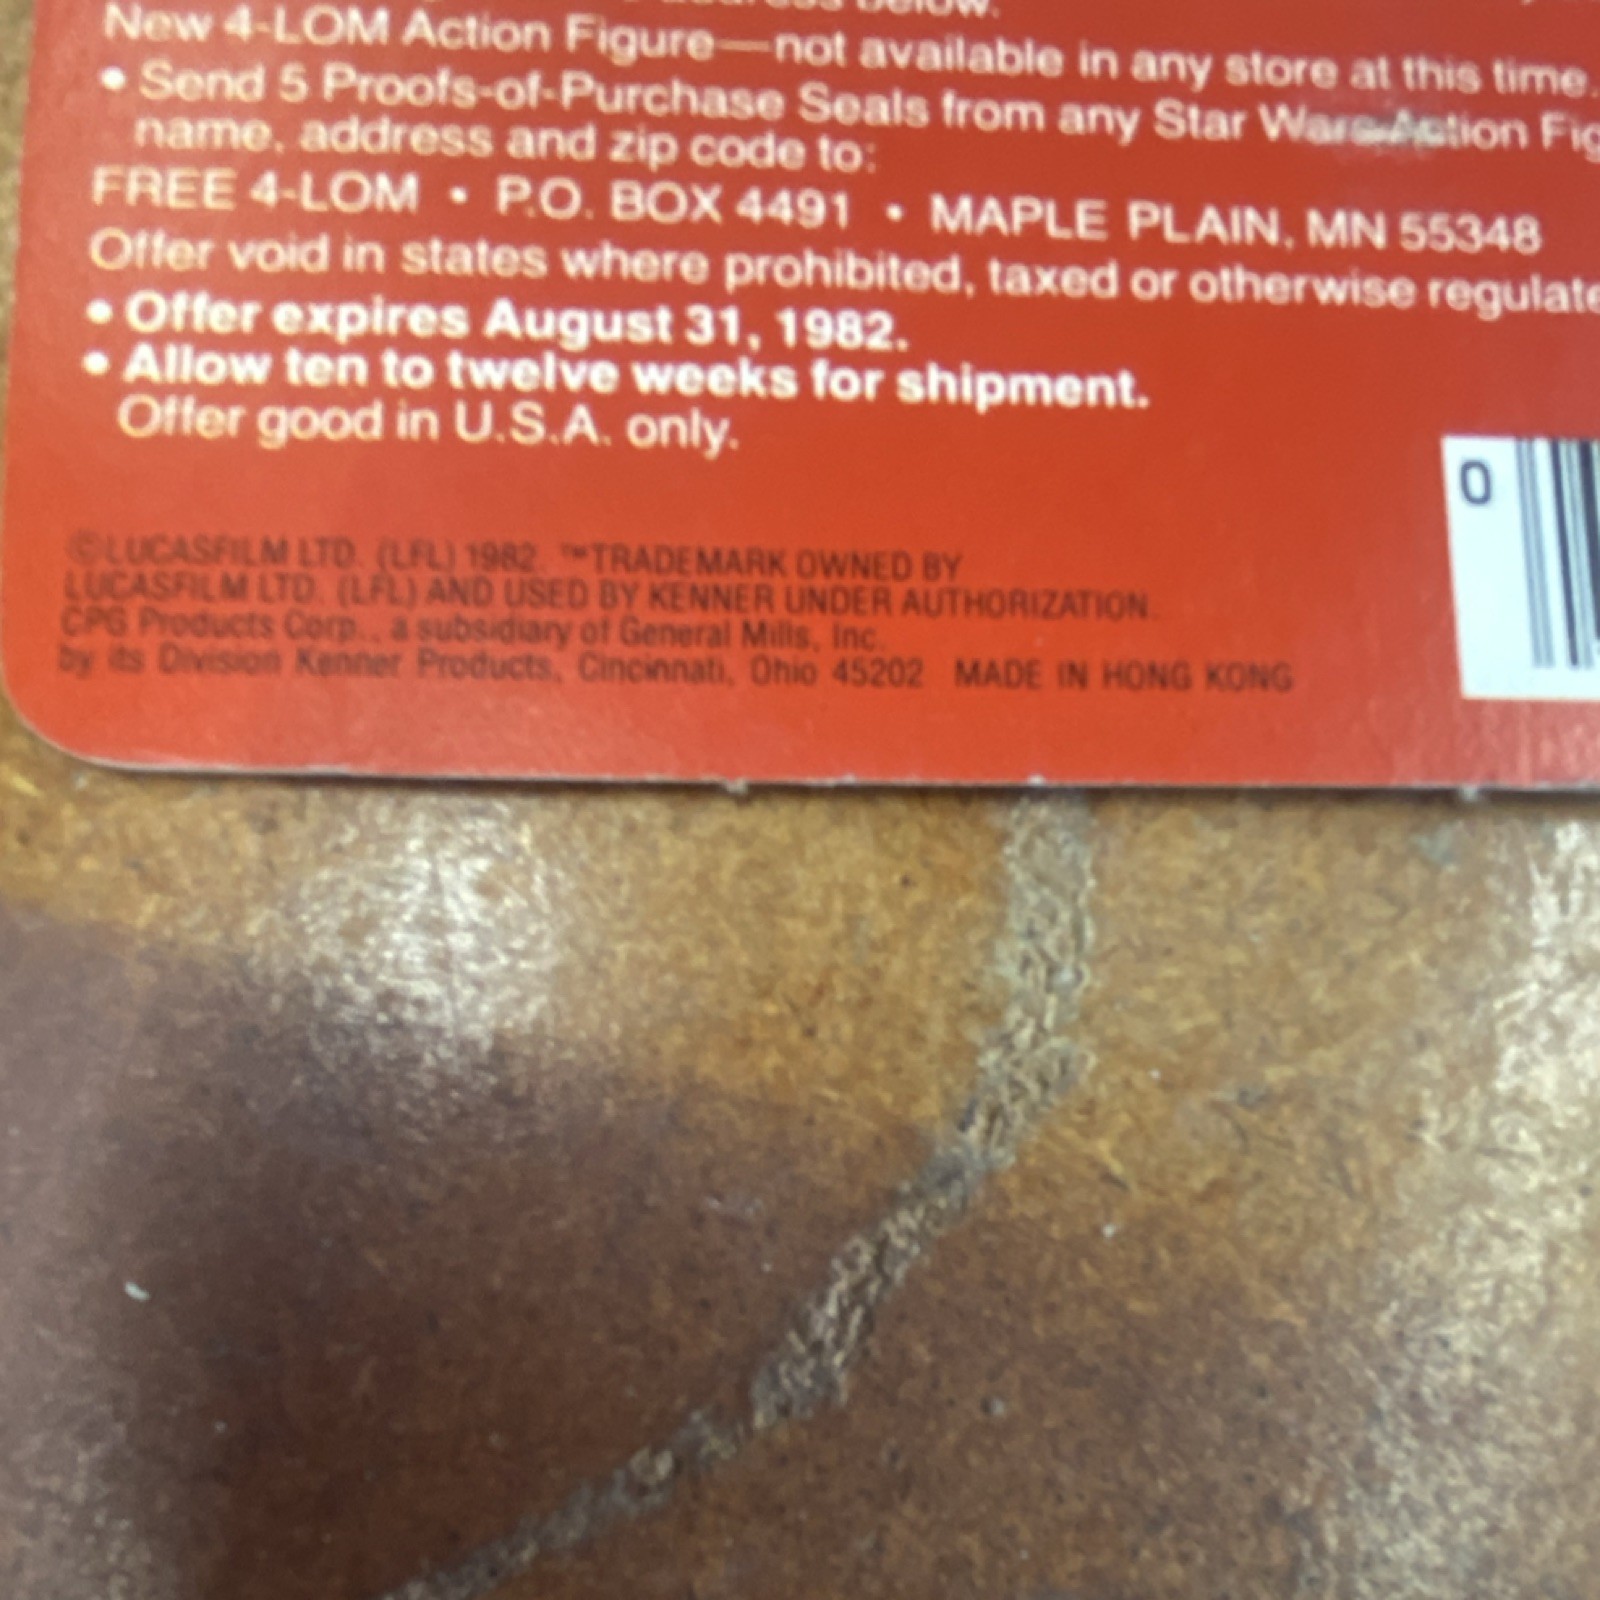 address below.
New 4-LOM Action Figure—not available in any store at this time.
• Send 5 Proofs-of-Purchase Seals from any Star Wars Action
name, address and zip code to:
FREE 4-LOM • P.O. BOX 4491 • MAPLE PLAIN, MN 55348
Offer void in states where prohibited, taxed or otherwise
• Offer expires August 31, 1982.
• Allow ten to twelve weeks for shipment.
Offer good in U.S.A. only.
0
©LUCASFILM LTD. (LFL) 1982. ™TRADEMARK OWNED BY
LUCASFILM LTD. (LFL) AND USED BY KENNER UNDER AUTHORIZATION.
CPG Products Corp., a subsidiary of General Mills, Inc.
by its Division Kenner Products, Cincinnati, Ohio 45202 MADE IN HONG KONG